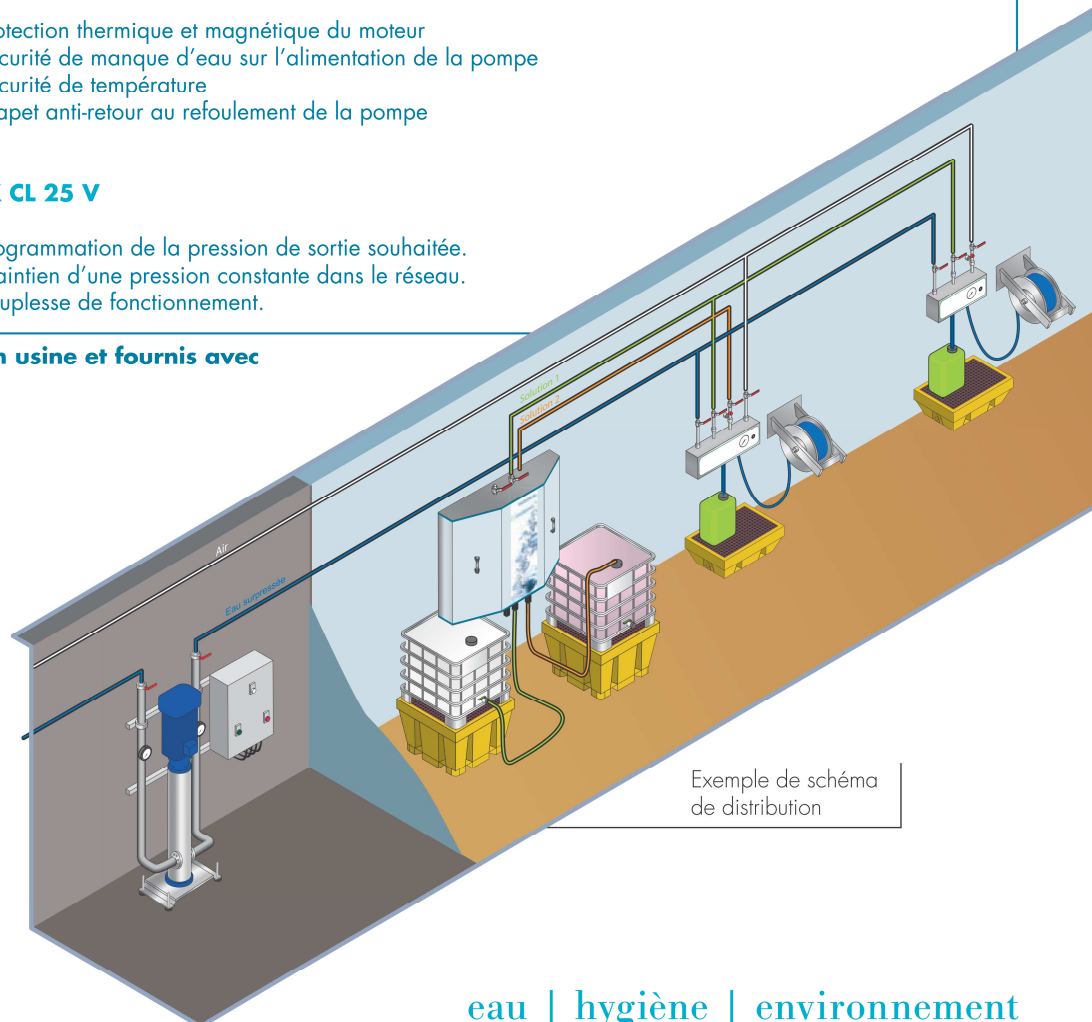 otection thermique et magnétique du moteur
curité de manque d'eau sur l'alimentation de la pompe
curité de température
apet anti-retour au refoulement de la pompe
CL 25 V
ogrammation de la pression de sortie souhaitée.
aintien d'une pression constante dans le réseau.
uplesse de fonctionnement.
n usine et fournis avec
Solution 1
Solution 2
Air
Eau surpressée
Exemple de schéma
de distribution
eau | hygiène | environnement